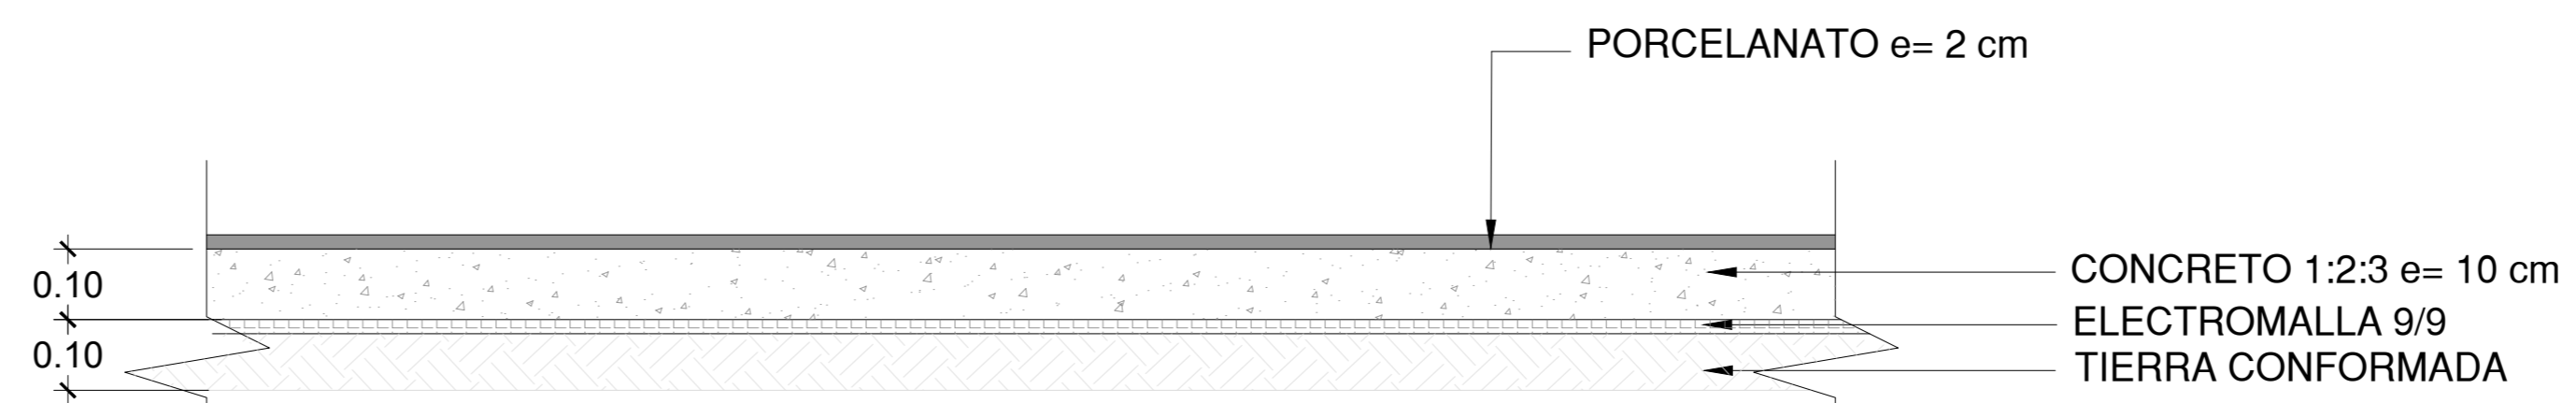 PORCELANATO e= 2 cm
0.10
CONCRETO 1:2:3 e= 10 cm
ELECTROMALLA 9/9
0.10
TIERRA CONFORMADA